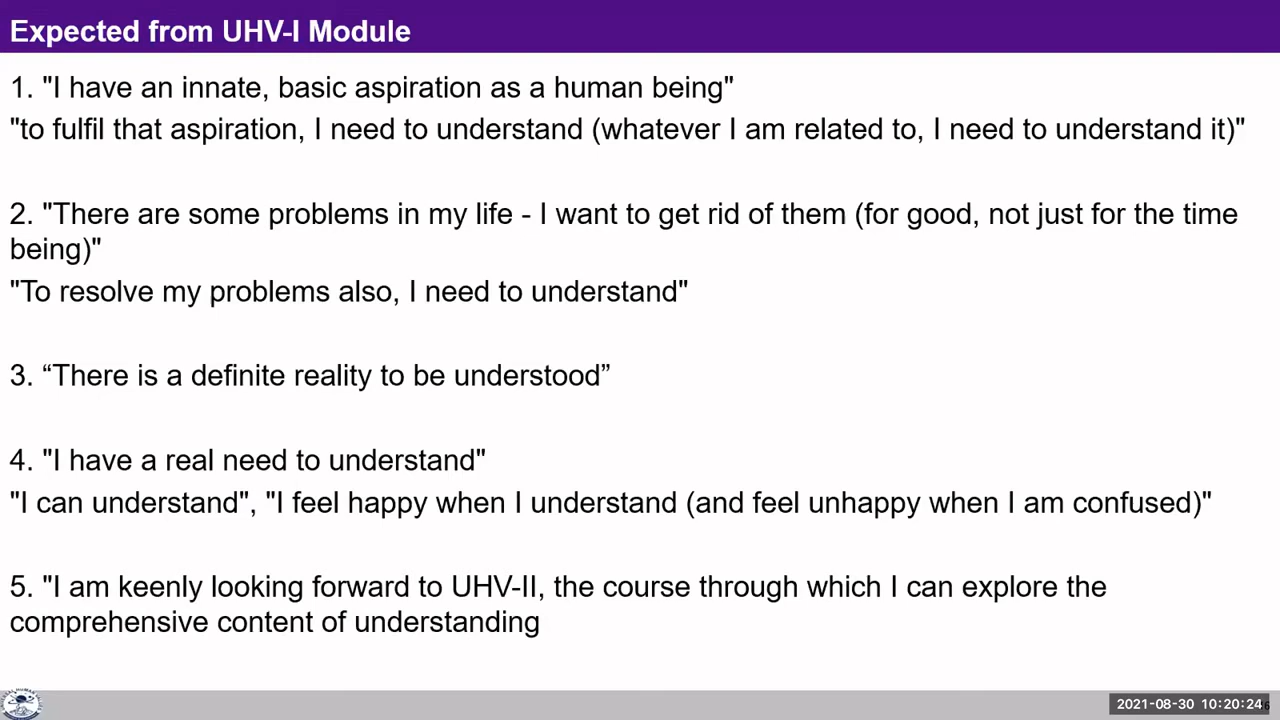 Expected from UHV-I Module
1. "I have an innate, basic aspiration as a human being"
"to fulfil that aspiration, I need to understand (whatever I am related to, I need to understand it)"
2. "There are some problems in my life - I want to get rid of them (for good, not just for the time
being)"
"To resolve my problems also, I need to understand"
3. “There is a definite reality to be understood”
4. "I have a real need to understand"
"I can understand", "I feel happy when I understand (and feel unhappy when I am confused)"
5. "I am keenly looking forward to UHV-II, the course through which I can explore the
comprehensive content of understanding
2021-08-30 10:20:24